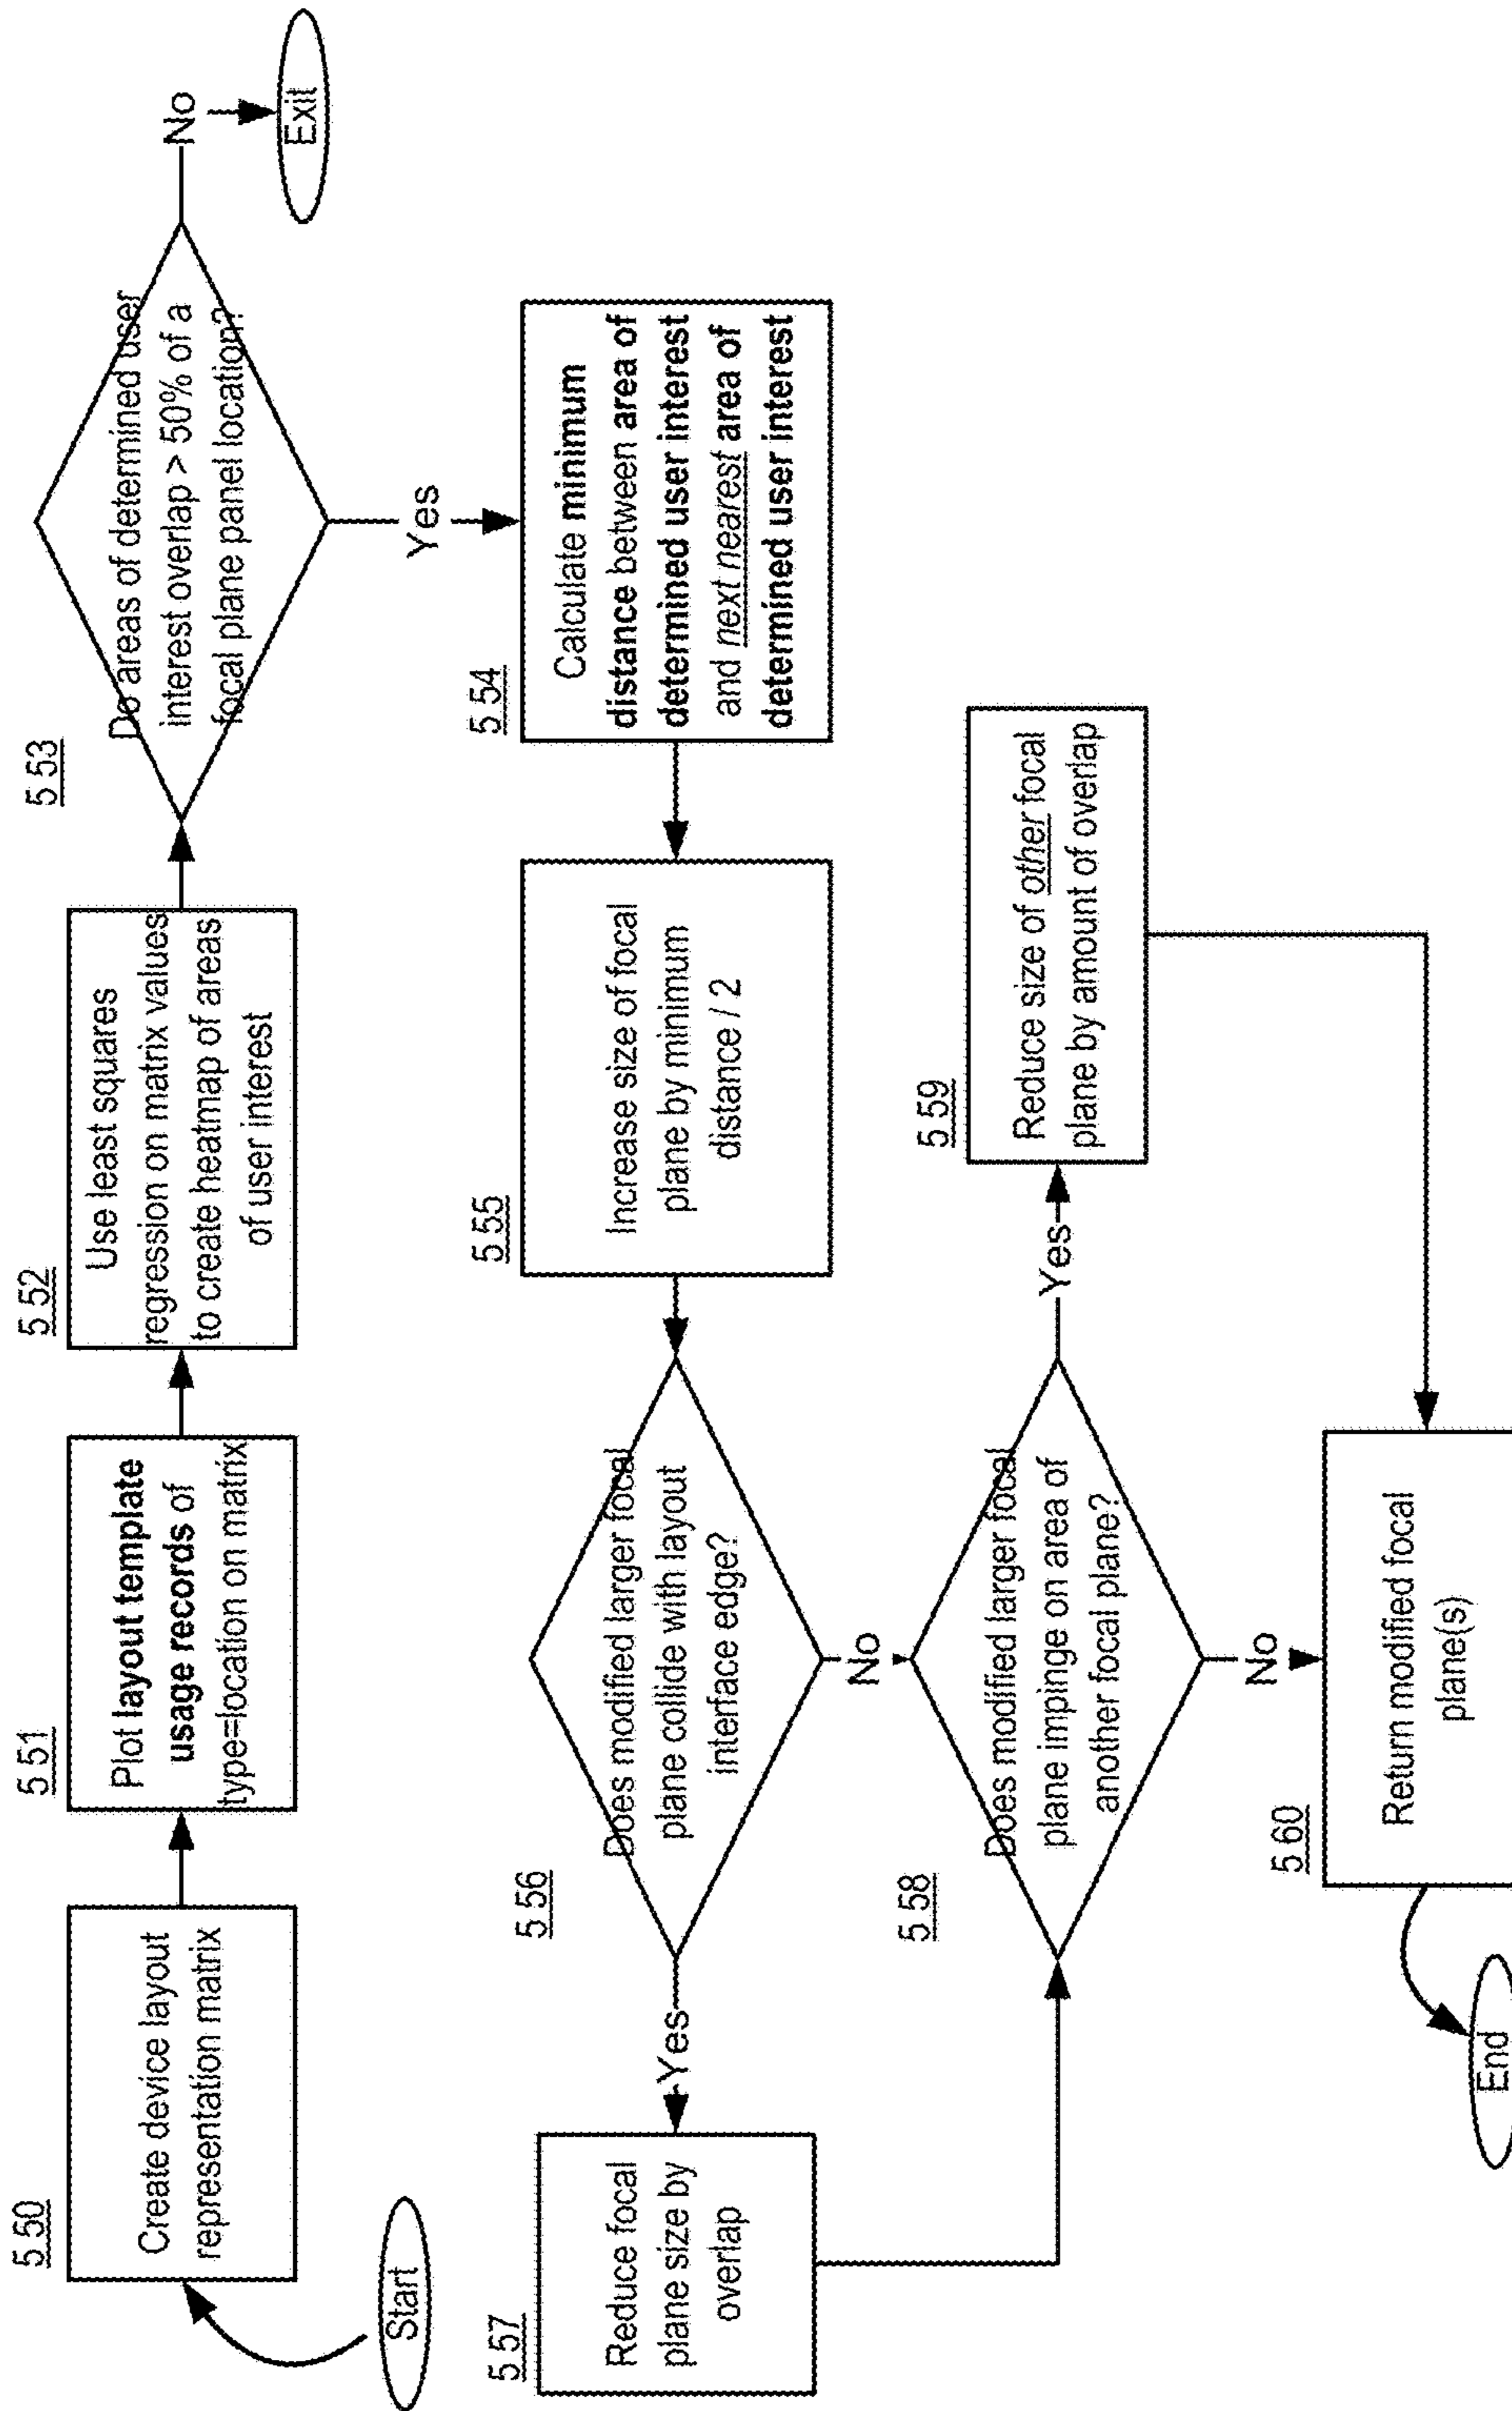 Start
5 50
Create device layout
representation matrix
5 51
Plot layout template
usage records of
type=location on matrix
5 52
Use least squares
regression on matrix values
to create heatmap of areas
of user interest
5 53
Do areas of determined user
interest overlap > 50% of a
focal plane panel location?
No
Exit
Yes
5 54
Calculate minimum
distance between area of
determined user interest
and next nearest area of
determined user interest
5 55
Increase size of focal
plane by minimum
distance / 2
5 56
Does modified larger focal
plane collide with layout
interface edge?
Yes
No
5 57
Reduce focal
plane size by
overlap
5 58
Does modified larger focal
plane impinge on area of
another focal plane?
Yes
No
5 59
Reduce size of other focal
plane by amount of overlap
5 60
Return modified focal
plane(s)
End